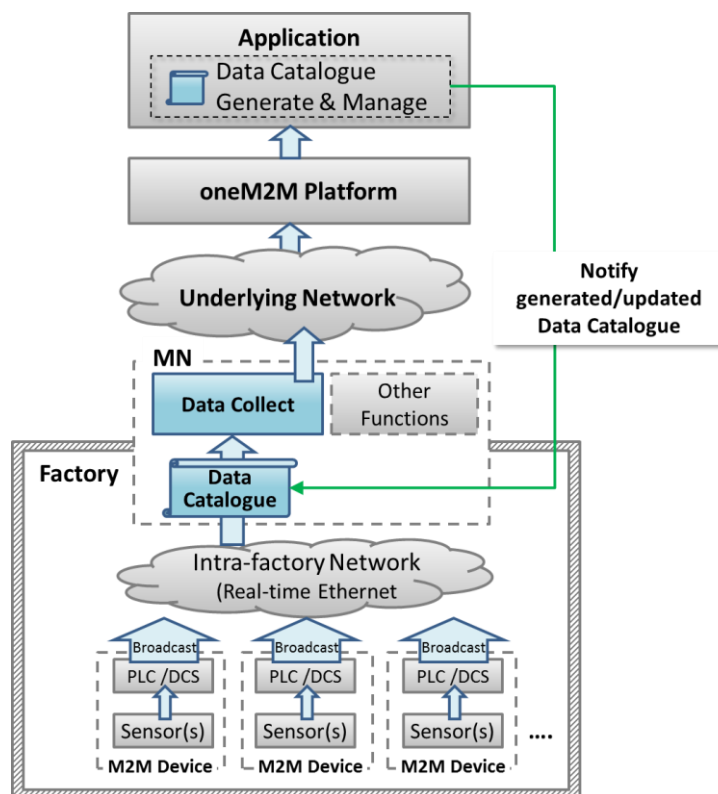 Application
Data Catalogue
Generate & Manage
oneM2M Platform
Notify
generated/updated
Data Catalogue
Underlying Network
MN
Data Collect
Other
Functions
Factory
Data
Catalogue
Intra-factory Network
(Real-time Ethernet
Broadcast Broadcast Broadcast
PLC /DCS PLC /DCS PLC /DCS
Sensor(s) Sensor(s) Sensor(s) ....
M2M Device M2M Device M2M Device